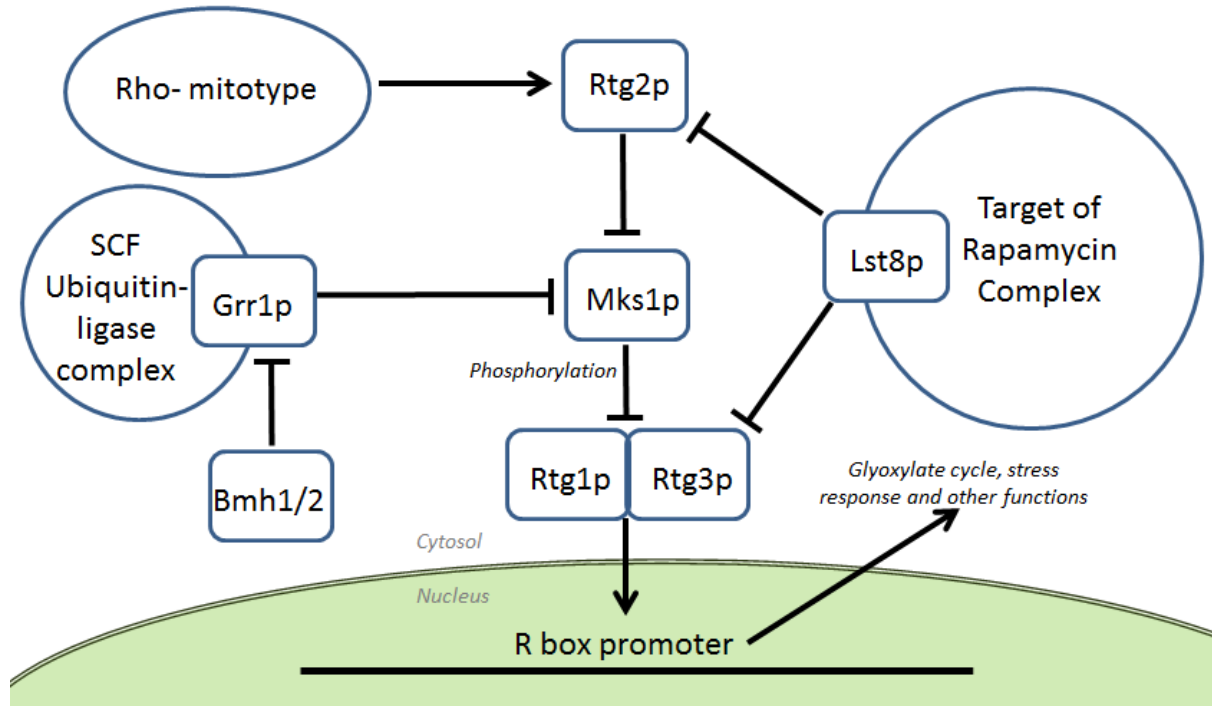 Rho- mitotype
Rtg2p
SCF
Ubiquitin-
ligase
complex
Grr1p
Mks1p
Lst8p
Target of
Rapamycin
Complex
Phosphorylation
Bmh1/2
Rtg1p
Rtg3p
Glyoxylate cycle, stress
response and other functions
Cytosol
Nucleus
R box promoter